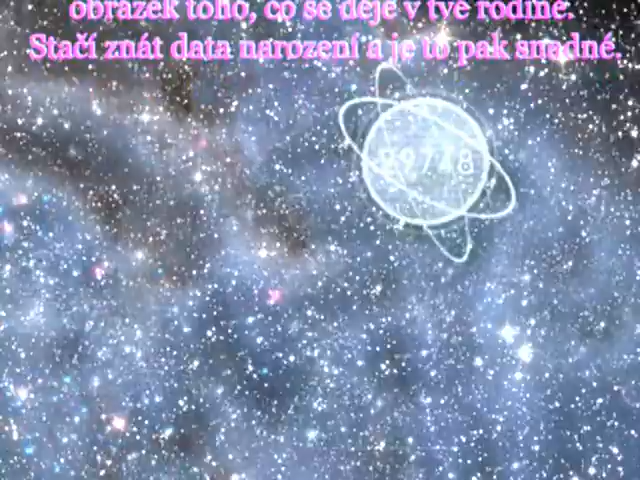 obrázek toho, co se děje v tvé rodině.
Stačí znát data narození a je to pak snadné.